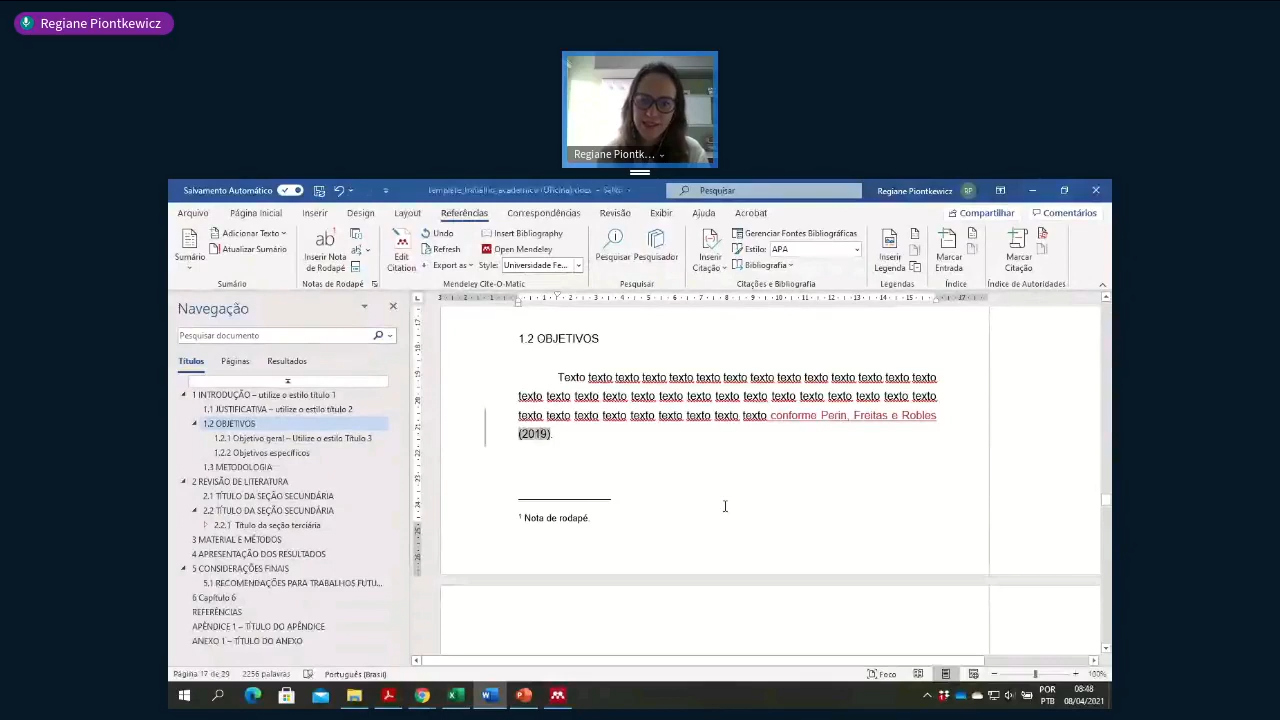 Regiane Piontkewicz
Regiane Piontk...
Salvamento Automático
Pesquisar
Regiane Piontkewicz
RP
Arquivo Página Inicial Inserir Design Layout Referências Correspondências Revisão Exibir Ajuda Acrobat
Compartilhar Comentários
Sumário
Adicionar Texto
Atualizar Sumário
Sumário
ab
Inserir Nota de Rodapé
Notas de Rodapé
Edit Citation
Undo
Refresh
Export as
Insert Bibliography
Open Mendeley
Style: Universidade Fe...
Mendeley Cite-O-Matic
Pesquisar Pesquisador
Pesquisar
Inserir Citação
Gerenciar Fontes Bibliográficas
Estilo: APA
Bibliografia
Citações e Bibliografia
Inserir Legenda
Legendas
Marcar Entrada
Índice
Marcar Citação
Índice de Autoridades
Navegação
Pesquisar documento
Títulos Páginas Resultados
1 INTRODUÇÃO – utilize o estilo título 1
1.1 JUSTIFICATIVA – utilize o estilo título 2
1.2 OBJETIVOS
1.2.1 Objetivo geral – Utilize o estilo Título 3
1.2.2 Objetivos específicos
1.3 METODOLOGIA
2 REVISÃO DE LITERATURA
2.1 TÍTULO DA SEÇÃO SECUNDÁRIA
2.2 TÍTULO DA SEÇÃO SECUNDÁRIA
2.2.1 Título da seção terciária
3 MATERIAL E MÉTODOS
4 APRESENTAÇÃO DOS RESULTADOS
5 CONSIDERAÇÕES FINAIS
5.1 RECOMENDAÇÕES PARA TRABALHOS FUTU...
6 Capítulo 6
REFERÊNCIAS
APÊNDICE 1 – TÍTULO DO APÊNDICE
ANEXO 1 – TÍTULO DO ANEXO
1.2 OBJETIVOS
Texto texto texto texto texto texto texto texto texto texto texto texto texto texto
texto texto texto texto texto texto texto texto texto texto texto texto texto texto texto
texto texto texto texto texto texto texto texto texto conforme Perin, Freitas e Robles
(2019).
1 Nota de rodapé.
Página 17 de 29 2256 palavras Português (Brasil)
Foco
100%
POR
PTB
08:48
08/04/2021